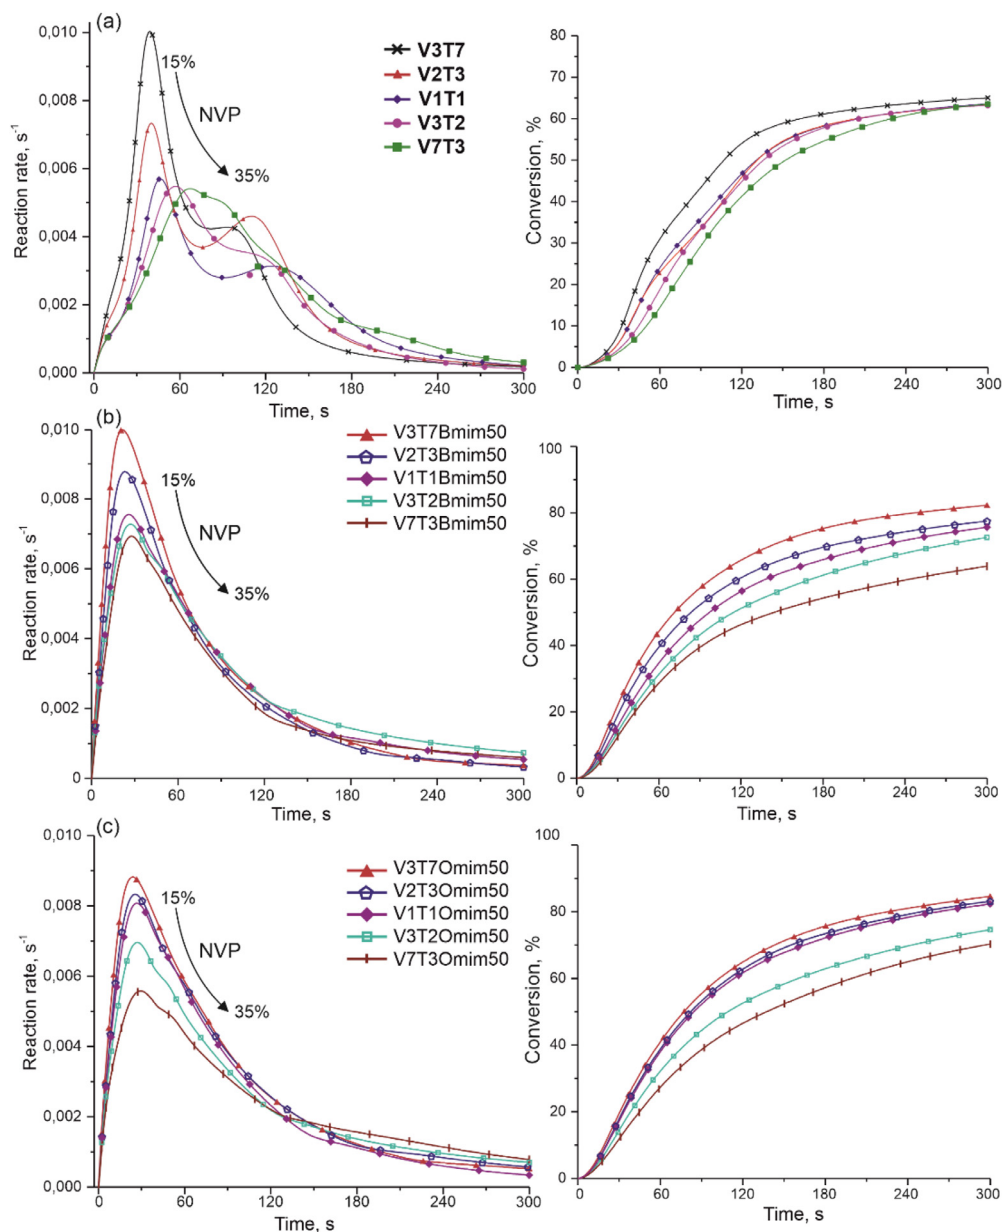 (a)
Reaction rate, s⁻¹
0,010
0,008
0,006
0,004
0,002
0,000
15%
NVP
35%
V3T7
V2T3
V1T1
V3T2
V7T3
0 60 120 180 240 300
Time, s
Conversion, %
80
70
60
50
40
30
20
10
0
0 60 120 180 240 300
Time, s
(b)
Reaction rate, s⁻¹
0,010
0,008
0,006
0,004
0,002
0
15%
NVP
35%
V3T7Bmim50
V2T3Bmim50
V1T1Bmim50
V3T2Bmim50
V7T3Bmim50
0 60 120 180 240 300
Time, s
Conversion, %
100
80
60
40
20
0
0 60 120 180 240 300
Time, s
(c)
Reaction rate, s⁻¹
0,010
0,008
0,006
0,004
0,002
0,000
15%
NVP
35%
V3T7Omim50
V2T3Omim50
V1T1Omim50
V3T2Omim50
V7T3Omim50
0 60 120 180 240 300
Time, s
Conversion, %
100
80
60
40
20
0
0 60 120 180 240 300
Time, s